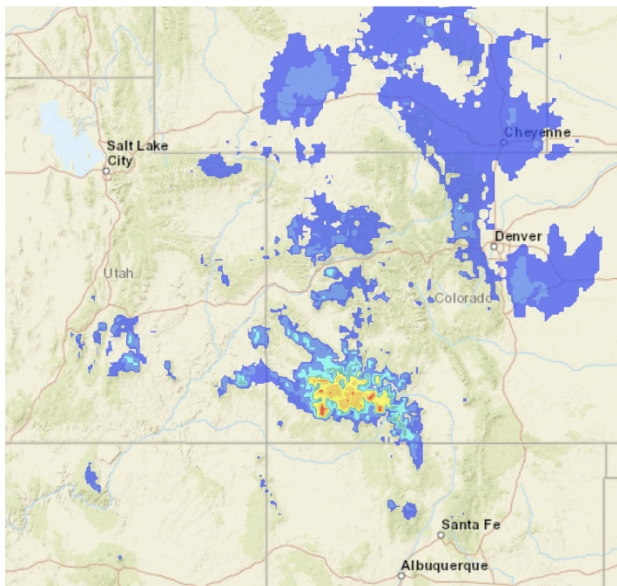 Cheyenne
Salt Lake
City
Denver
Utah
Colorado
Santa Fe
Albuquerque